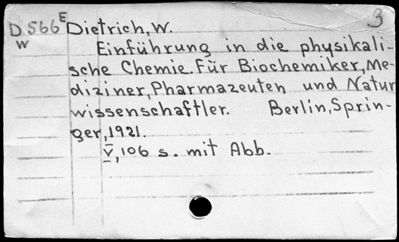 D 566 E Dietrich, W. 3
W
Einführung in die physikali-
sche Chemie. Für Biochemiker, Me-
diziner, Pharmazeuten und Natur
wissenschaftler. Berlin, Sprin-
ger, 1921.
V, 106 s. mit Abb.